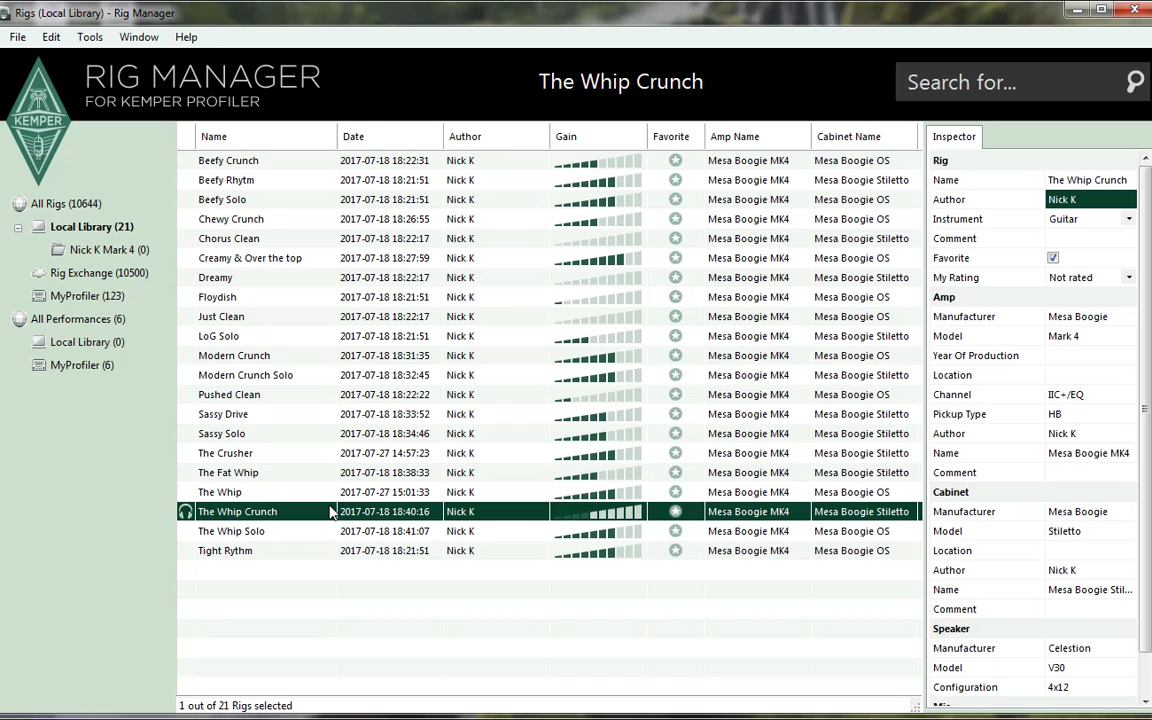 Rigs (Local Library) - Rig Manager
File Edit Tools Window Help
KEMPER
RIG MANAGER
FOR KEMPER PROFILER
The Whip Crunch
Search for...
All Rigs (10644)
Local Library (21)
Nick K Mark 4 (0)
Rig Exchange (10500)
MyProfiler (123)
All Performances (6)
Local Library (0)
MyProfiler (6)
Name Date Author Gain Favorite Amp Name Cabinet Name
Beefy Crunch 2017-07-18 18:22:31 Nick K Mesa Boogie MK4 Mesa Boogie OS
Beefy Rhytm 2017-07-18 18:21:51 Nick K Mesa Boogie MK4 Mesa Boogie Stiletto
Beefy Solo 2017-07-18 18:21:51 Nick K Mesa Boogie MK4 Mesa Boogie OS
Chewy Crunch 2017-07-18 18:26:55 Nick K Mesa Boogie MK4 Mesa Boogie OS
Chorus Clean 2017-07-18 18:22:17 Nick K Mesa Boogie MK4 Mesa Boogie Stiletto
Creamy & Over the top 2017-07-18 18:27:59 Nick K Mesa Boogie MK4 Mesa Boogie OS
Dreamy 2017-07-18 18:22:17 Nick K Mesa Boogie MK4 Mesa Boogie Stiletto
Floydish 2017-07-18 18:21:51 Nick K Mesa Boogie MK4 Mesa Boogie OS
Just Clean 2017-07-18 18:22:17 Nick K Mesa Boogie MK4 Mesa Boogie OS
LoG Solo 2017-07-18 18:21:51 Nick K Mesa Boogie MK4 Mesa Boogie Stiletto
Modern Crunch 2017-07-18 18:31:35 Nick K Mesa Boogie MK4 Mesa Boogie OS
Modern Crunch Solo 2017-07-18 18:32:45 Nick K Mesa Boogie MK4 Mesa Boogie Stiletto
Pushed Clean 2017-07-18 18:22:22 Nick K Mesa Boogie MK4 Mesa Boogie OS
Sassy Drive 2017-07-18 18:33:52 Nick K Mesa Boogie MK4 Mesa Boogie Stiletto
Sassy Solo 2017-07-18 18:34:46 Nick K Mesa Boogie MK4 Mesa Boogie Stiletto
The Crusher 2017-07-27 14:57:23 Nick K Mesa Boogie MK4 Mesa Boogie Stiletto
The Fat Whip 2017-07-18 18:38:33 Nick K Mesa Boogie MK4 Mesa Boogie Stiletto
The Whip 2017-07-27 15:01:33 Nick K Mesa Boogie MK4 Mesa Boogie OS
The Whip Crunch 2017-07-18 18:40:16 Nick K Mesa Boogie MK4 Mesa Boogie Stiletto
The Whip Solo 2017-07-18 18:41:07 Nick K Mesa Boogie MK4 Mesa Boogie OS
Tight Rythm 2017-07-18 18:21:51 Nick K Mesa Boogie MK4 Mesa Boogie OS
1 out of 21 Rigs selected
Inspector
Rig
Name The Whip Crunch
Author Nick K
Instrument Guitar
Comment
Favorite
My Rating Not rated
Amp
Manufacturer Mesa Boogie
Model Mark 4
Year Of Production
Location
Channel IIC+/EQ
Pickup Type HB
Author Nick K
Name Mesa Boogie MK4
Comment
Cabinet
Manufacturer Mesa Boogie
Model Stiletto
Location
Author Nick K
Name Mesa Boogie Stil...
Comment
Speaker
Manufacturer Celestion
Model V30
Configuration 4x12